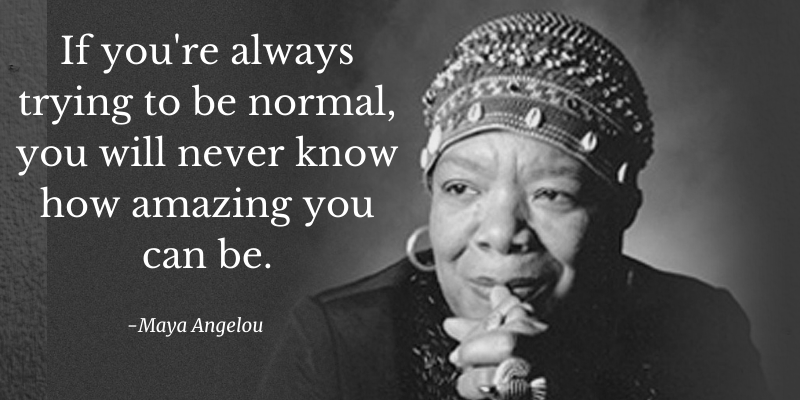 If you're always
trying to be normal,
you will never know
how amazing you
can be.
-Maya Angelou